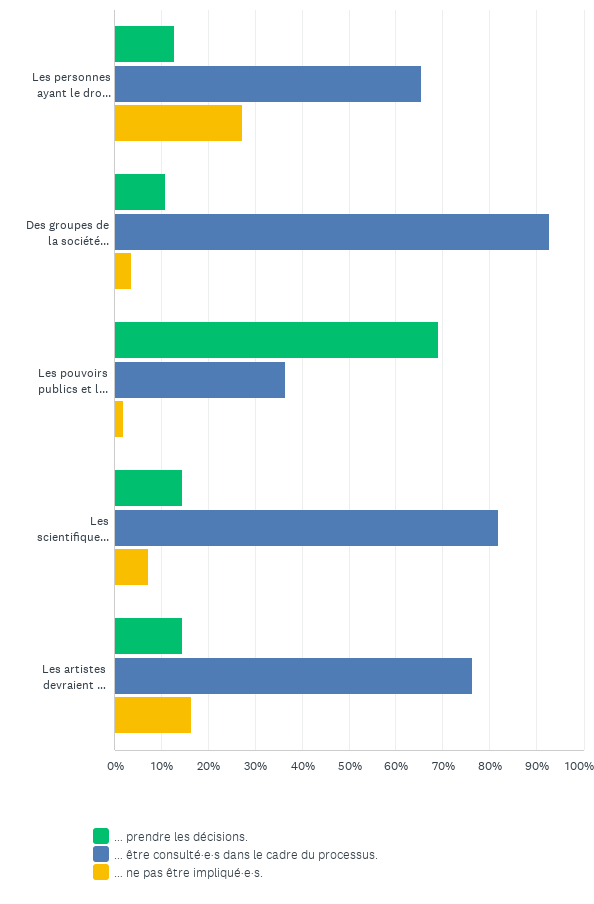 Les personnes
ayant le dro...
Des groupes de
la société...
Les pouvoirs
publics et l...
Les
scientifique...
Les artistes
devraient ...
0% 10% 20% 30% 40% 50% 60% 70% 80% 90% 100%
... prendre les décisions.
... être consulté·e·s dans le cadre du processus.
... ne pas être impliqué·e·s.